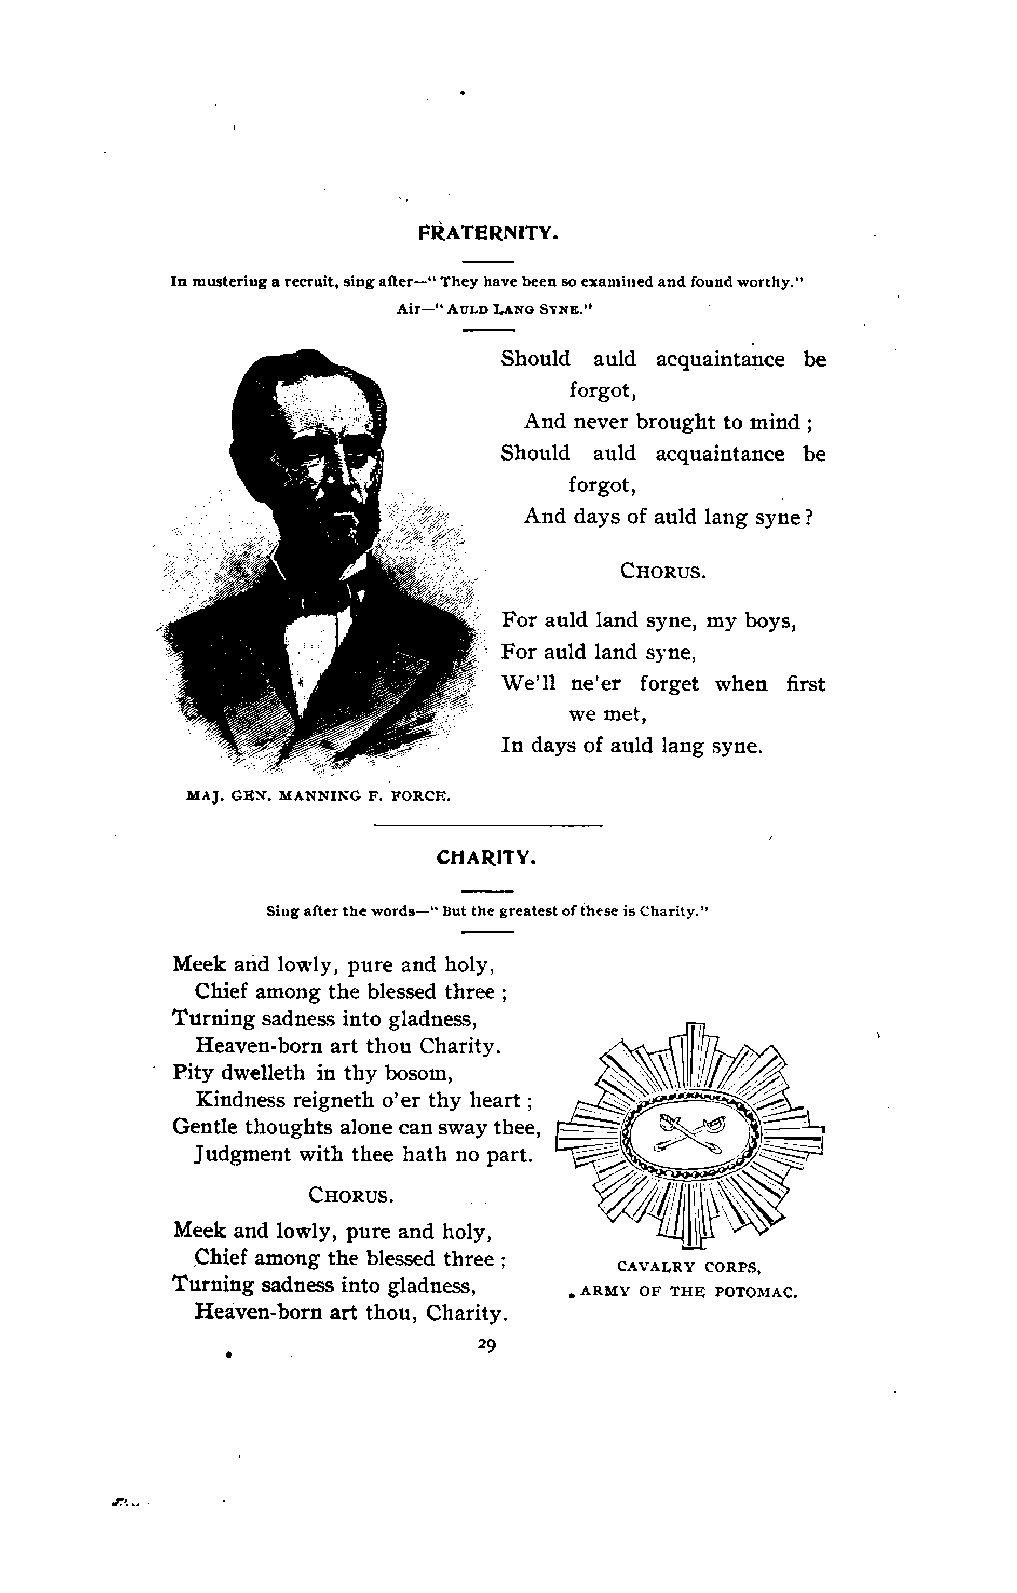 FRATERNITY.
In mustering a recruit, sing after—"They have been so examined and found worthy."
Air—"AULD LANG SYNE."
Should auld acquaintance be
forgot,
And never brought to mind ;
Should auld acquaintance be
forgot,
And days of auld lang syne ?
CHORUS.
For auld land syne, my boys,
For auld land syne,
We'll ne'er forget when first
we met,
In days of auld lang syne.
MAJ. GEN. MANNING F. FORCE.
CHARITY.
Sing after the words—"But the greatest of these is Charity."
Meek and lowly, pure and holy,
Chief among the blessed three ;
Turning sadness into gladness,
Heaven-born art thou Charity.
Pity dwelleth in thy bosom,
Kindness reigneth o'er thy heart ;
Gentle thoughts alone can sway thee,
Judgment with thee hath no part.
CHORUS.
Meek and lowly, pure and holy,
Chief among the blessed three ;
Turning sadness into gladness,
Heaven-born art thou, Charity.
CAVALRY CORPS,
ARMY OF THE POTOMAC.
29